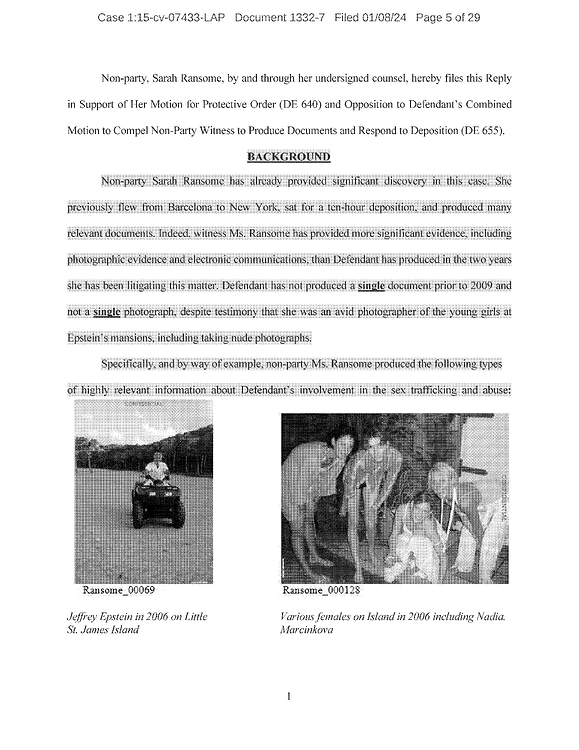 Case 1:15-cv-07433-LAP Document 1332-7 Filed 01/08/24 Page 5 of 29
Non-party, Sarah Ransome, by and through her undersigned counsel, hereby files this Reply
in Support of Her Motion for Protective Order (DE 640) and Opposition to Defendant's Combined
Motion to Compel Non-Party Witness to Produce Documents and Respond to Deposition (DE 655).
BACKGROUND
Non-party Sarah Ransome has already provided significant discovery in this case. She
previously flew from Barcelona to New York, sat for a ten-hour deposition, and produced many
relevant documents. Indeed, witness Ms. Ransome has provided more significant evidence, including
photographic evidence and electronic communications, than Defendant has produced in the two years
she has been litigating this matter. Defendant has not produced a single document prior to 2009 and
not a single photograph, despite testimony that she was an avid photographer of the young girls at
Epstein's mansions, including taking nude photographs.
Specifically, and by way of example, non-party Ms. Ransome produced the following types
of highly relevant information about Defendant's involvement in the sex trafficking and abuse:
CONFIDENTIAL
CONFIDENTIAL
Ransome_00069
Ransome_000128
Jeffrey Epstein in 2006 on Little
St. James Island
Various females on Island in 2006 including Nadia.
Marcinkova
1